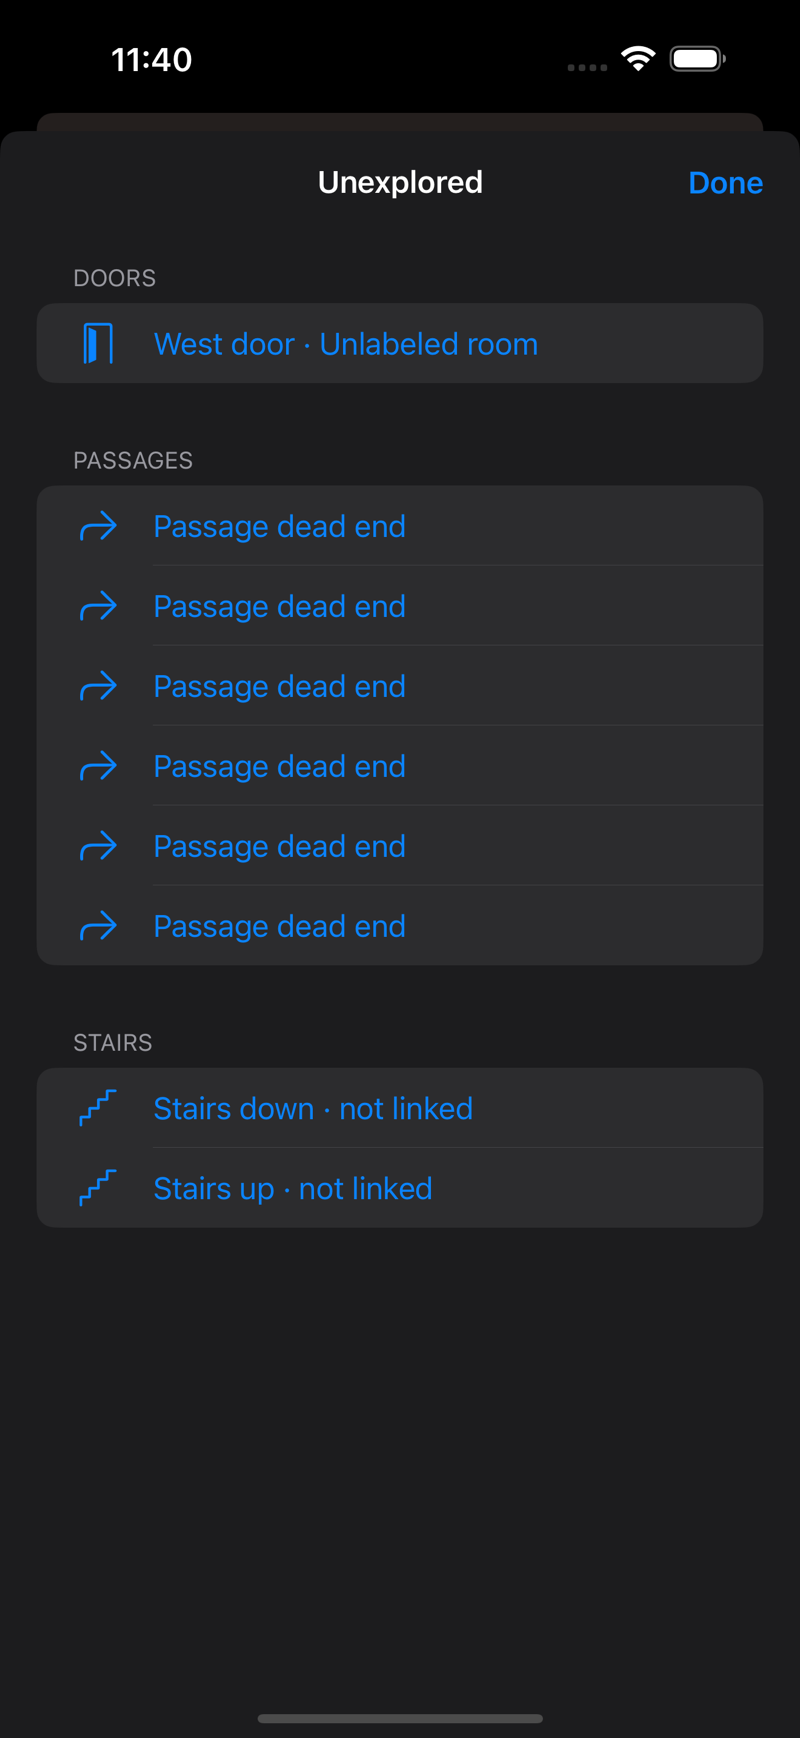 11:40
Unexplored
Done
DOORS
West door · Unlabeled room
PASSAGES
Passage dead end
Passage dead end
Passage dead end
Passage dead end
Passage dead end
Passage dead end
STAIRS
Stairs down · not linked
Stairs up · not linked